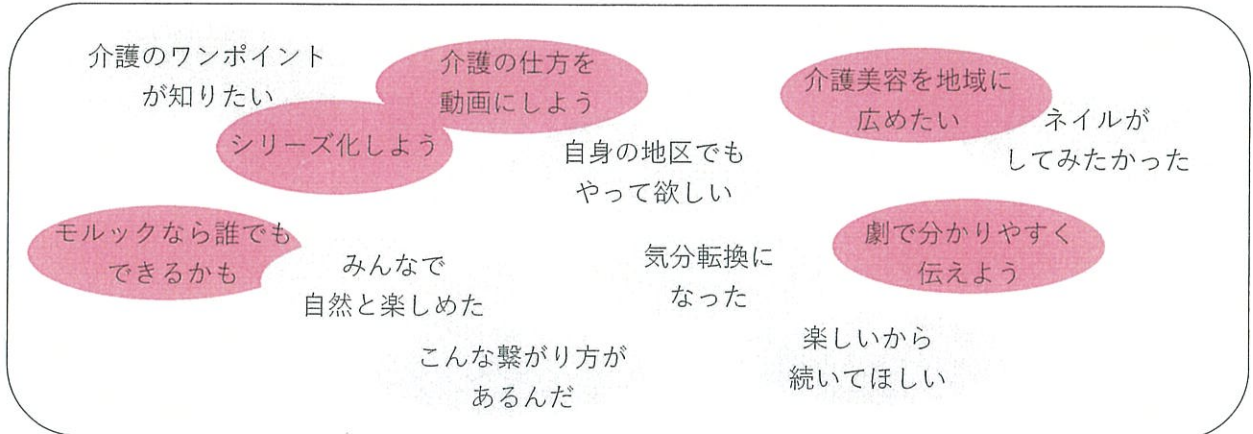 介護のワンポイント
が知りたい
介護の仕方を
動画にしよう
介護美容を地域に
広めたい
ネイルが
してみたかった
シリーズ化しよう
自身の地区でも
やって欲しい
モルックなら誰でも
できるかも
みんなで
自然と楽しめた
気分転換に
なった
劇で分かりやすく
伝えよう
こんな繋がり方が
あるんだ
楽しいから
続いてほしい